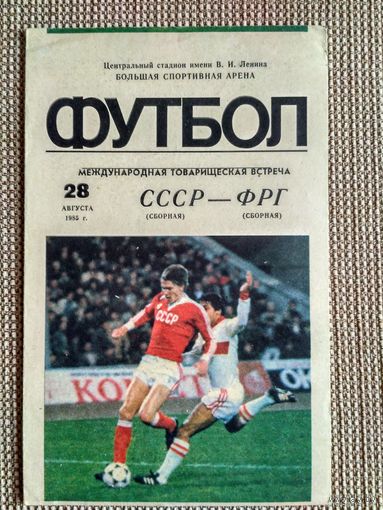 Центральный стадион имени В. И. Ленина
БОЛЬШАЯ СПОРТИВНАЯ АРЕНА
ФУТБОЛ
МЕЖДУНАРОДНАЯ ТОВАРИЩЕСКАЯ ВСТРЕЧА
28
АВГУСТА
1985 г.
СССР—ФРГ
(СБОРНАЯ) (СБОРНАЯ)
СССР